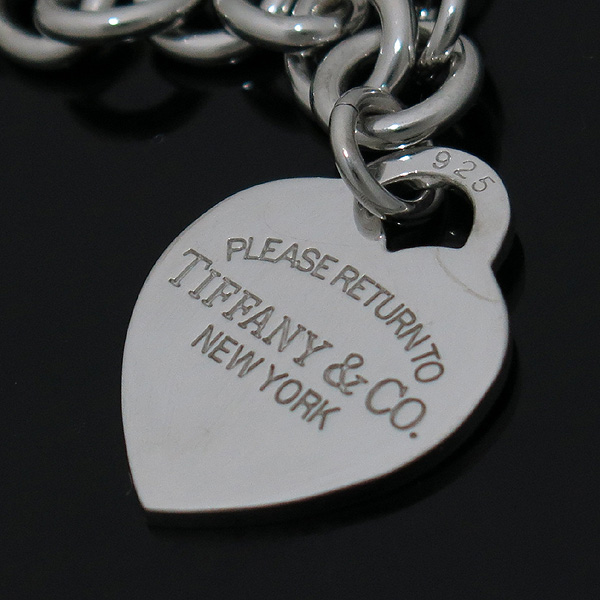 925
PLEASE RETURN TO
TIFFANY & CO.
NEW YORK